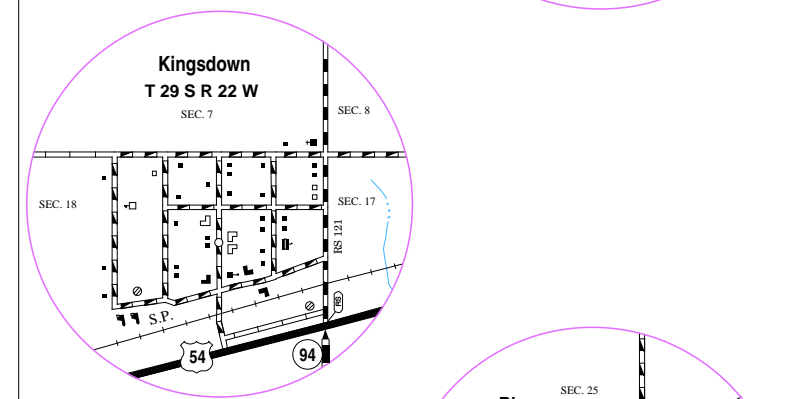 Kingsdown
T 29 S R 22 W
SEC. 7
SEC. 8
SEC. 18
SEC. 17
RS 121
RS
S.P.
54
94
SEC. 25